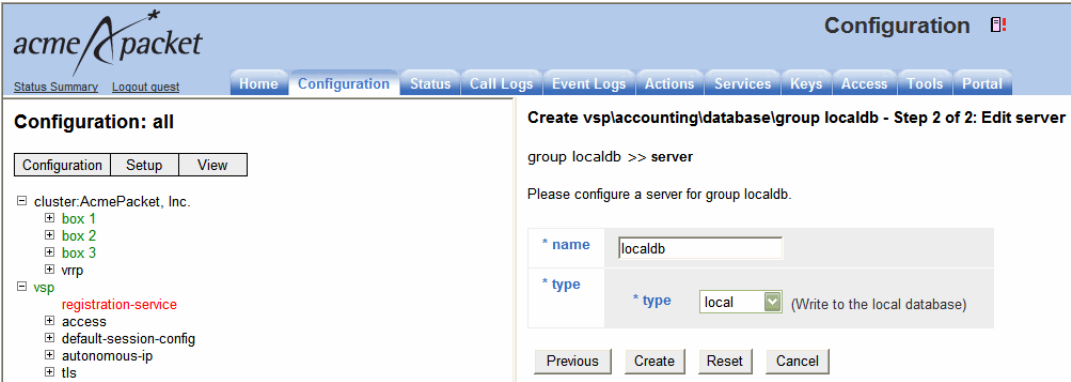 acme packet
Configuration
Status Summary Logout guest
Home Configuration Status Call Logs Event Logs Actions Services Keys Access Tools Portal
Configuration: all
Configuration Setup View
cluster:AcmePacket, Inc.
box 1
box 2
box 3
vrrp
vsp
registration-service
access
default-session-config
autonomous-ip
tls
Create vsp\accounting\database\group localdb - Step 2 of 2: Edit server
group localdb >> server
Please configure a server for group localdb.
* name localdb
* type
* type local (Write to the local database)
Previous Create Reset Cancel